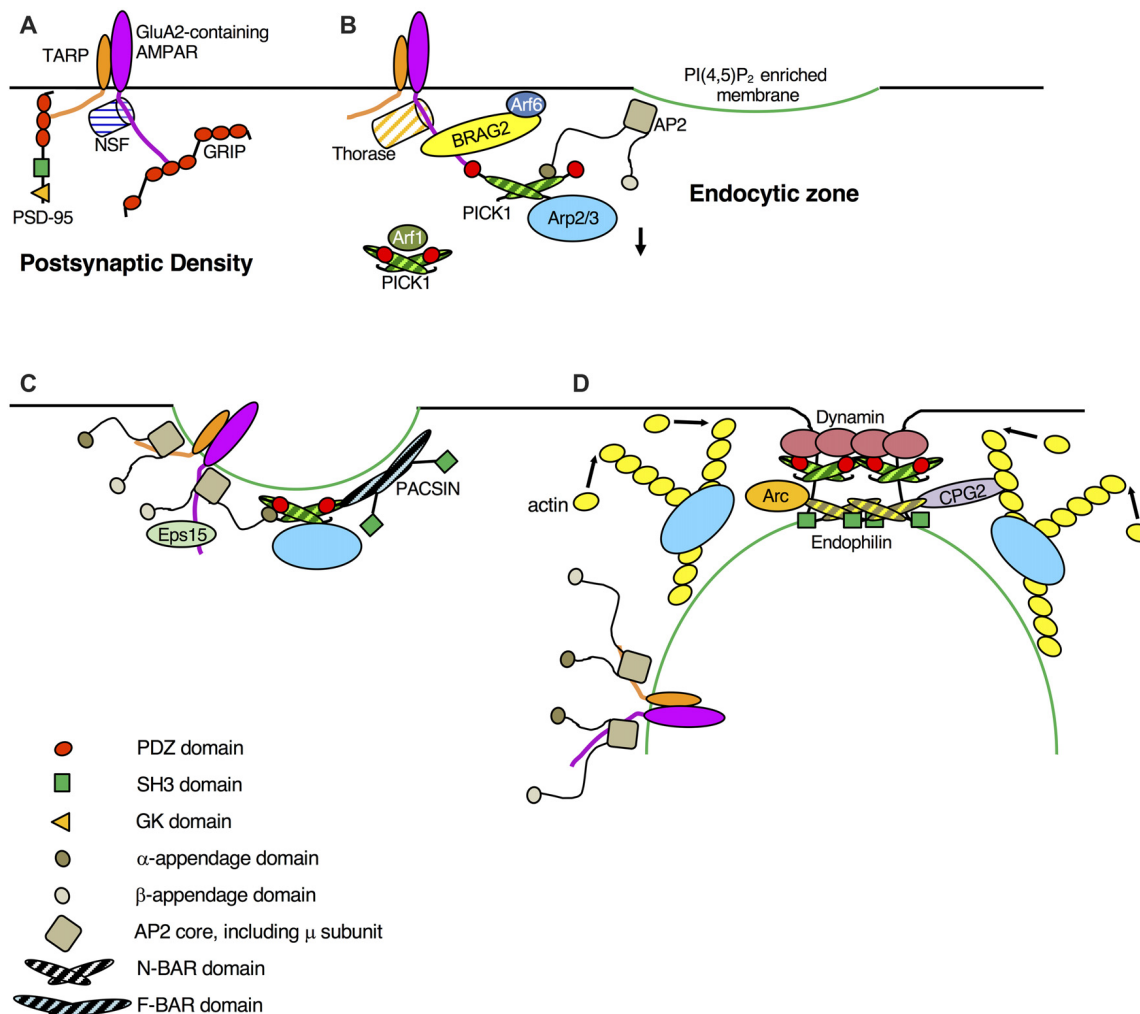 A
GluA2-containing
AMPAR
TARP
NSF
GRIP
PSD-95
Postsynaptic Density
B
PI(4,5)P₂ enriched
membrane
Arf6
AP2
BRAG2
Thorase
Endocytic zone
PICK1
Arp2/3
Arf1
PICK1
C
PACSIN
Eps15
D
Dynamin
actin
Arc
CPG2
Endophilin
PDZ domain
SH3 domain
GK domain
α-appendage domain
β-appendage domain
AP2 core, including μ subunit
N-BAR domain
F-BAR domain